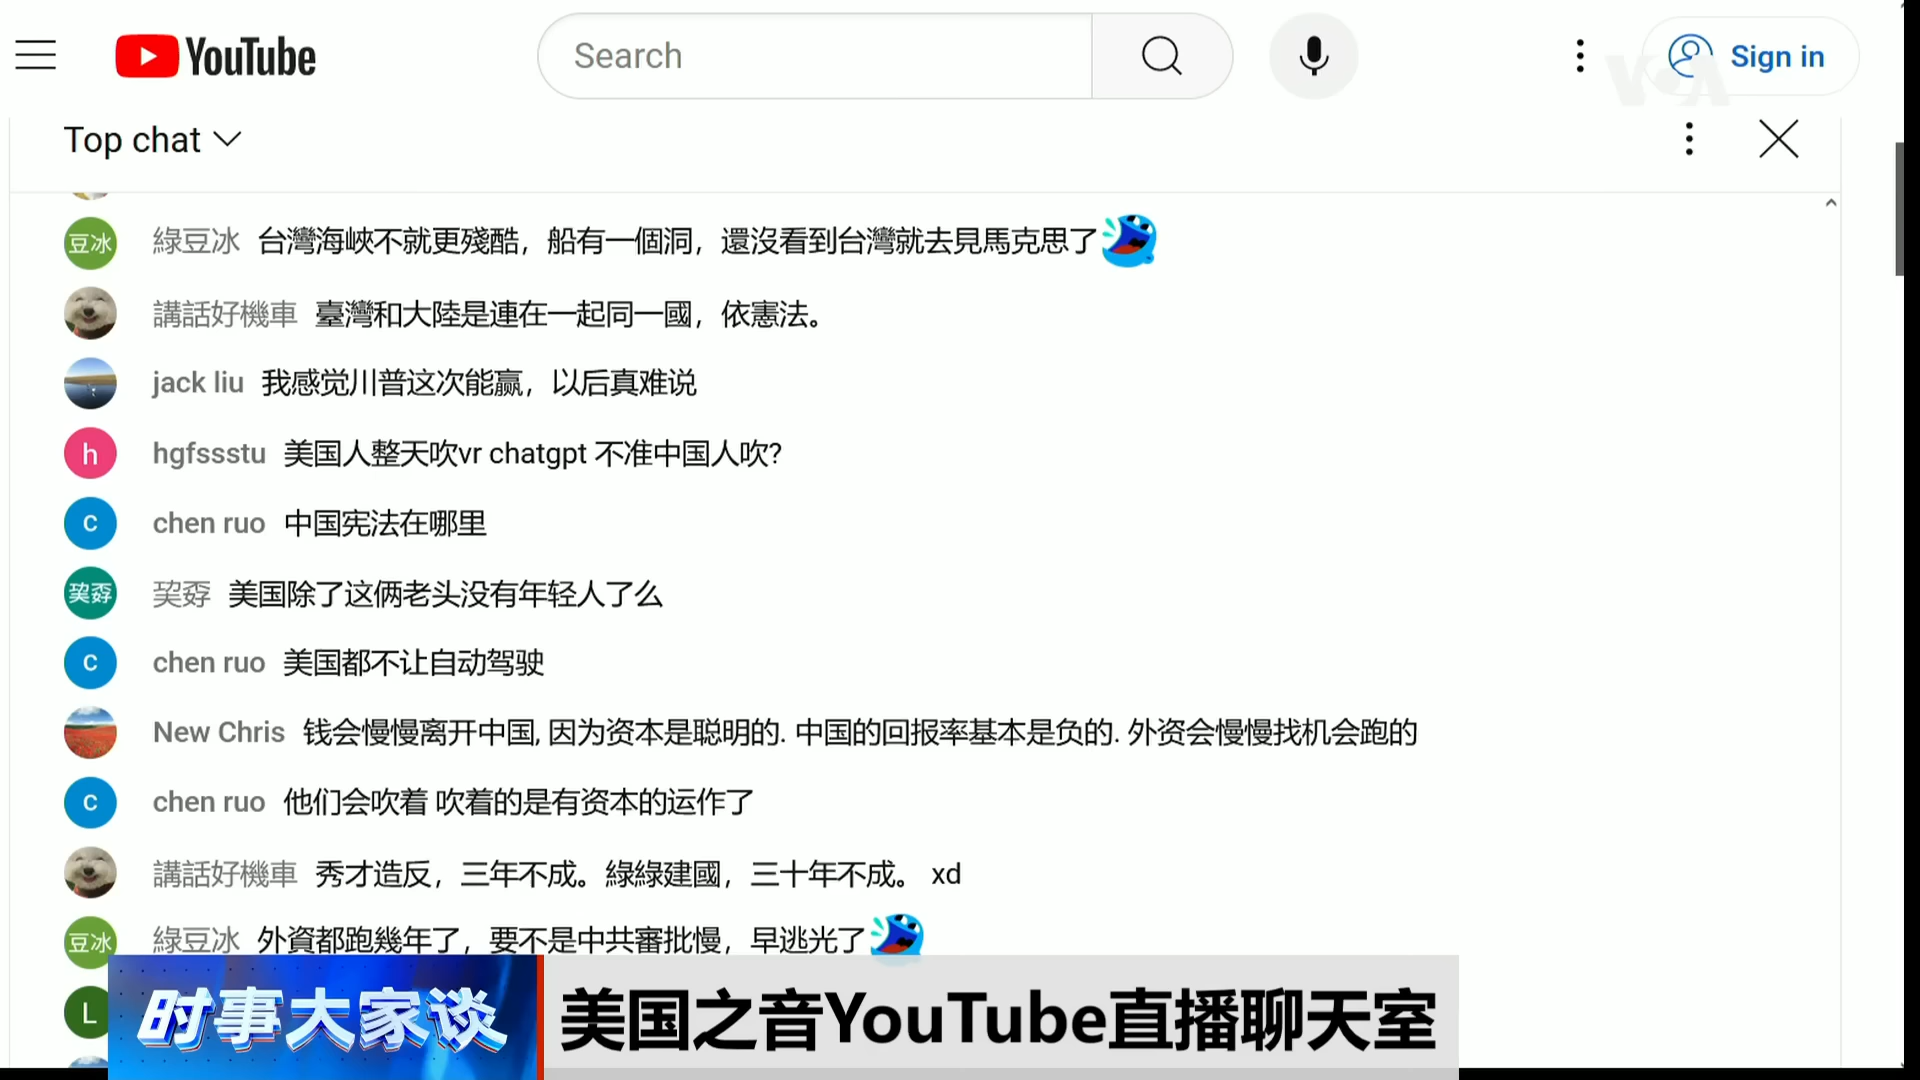 YouTube
Search
VOA
Sign in
Top chat
豆冰 綠豆冰 台灣海峽不就更殘酷，船有一個洞，還沒看到台灣就去見馬克思了
講話好機車 臺灣和大陸是連在一起同一國，依憲法。
jack liu 我感觉川普这次能赢，以后真难说
h hgfssstu 美国人整天吹vr chatgpt 不准中国人吹?
c chen ruo 中国宪法在哪里
美国除了这俩老头没有年轻人了么
c chen ruo 美国都不让自动驾驶
New Chris 钱会慢慢离开中国, 因为资本是聪明的. 中国的回报率基本是负的. 外资会慢慢找机会跑的
c chen ruo 他们会吹着 吹着的是有资本的运作了
講話好機車 秀才造反，三年不成。綠綠建國，三十年不成。 xd
豆冰 綠豆冰 外資都跑幾年了，要不是中共審批慢，早逃光了
L
时事大家谈 美国之音YouTube直播聊天室